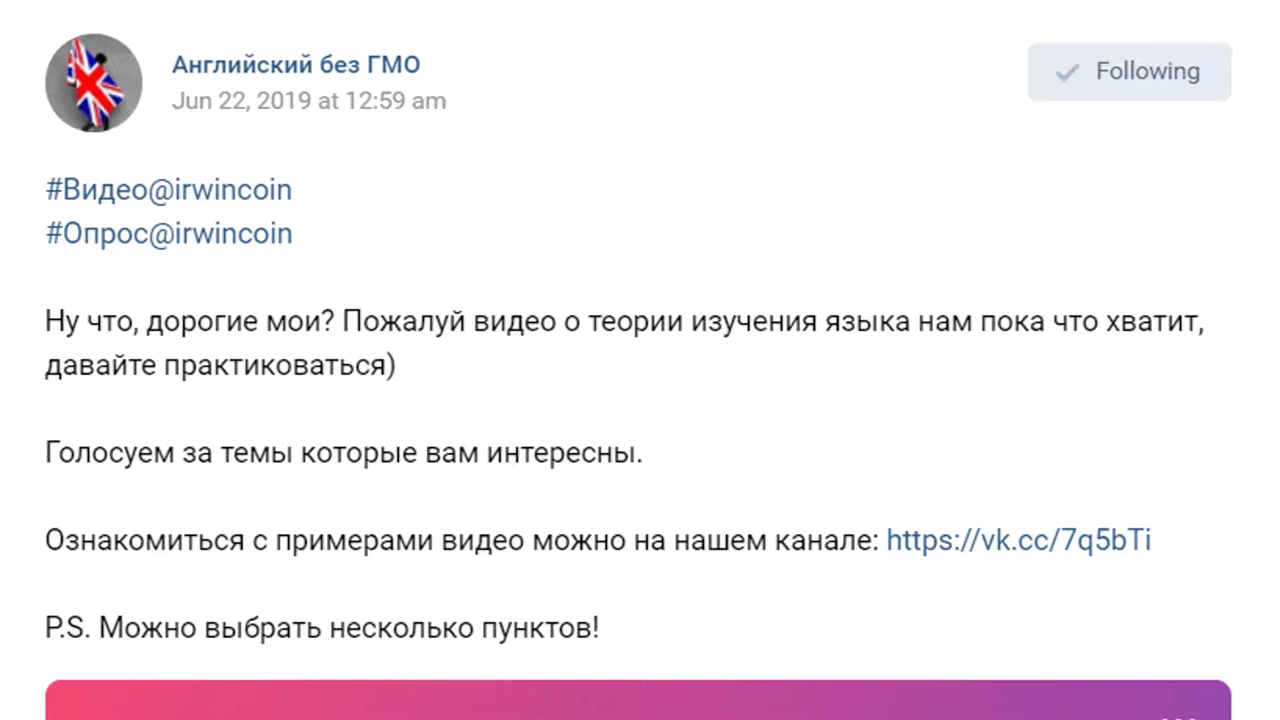 Английский без ГМО
Jun 22, 2019 at 12:59 am
Following
#Видео@irwincoin
#Опрос@irwincoin
Ну что, дорогие мои? Пожалуй видео о теории изучения языка нам пока что хватит,
давайте практиковаться)
Голосуем за темы которые вам интересны.
Ознакомиться с примерами видео можно на нашем канале: https://vk.cc/7q5bTi
P.S. Можно выбрать несколько пунктов!